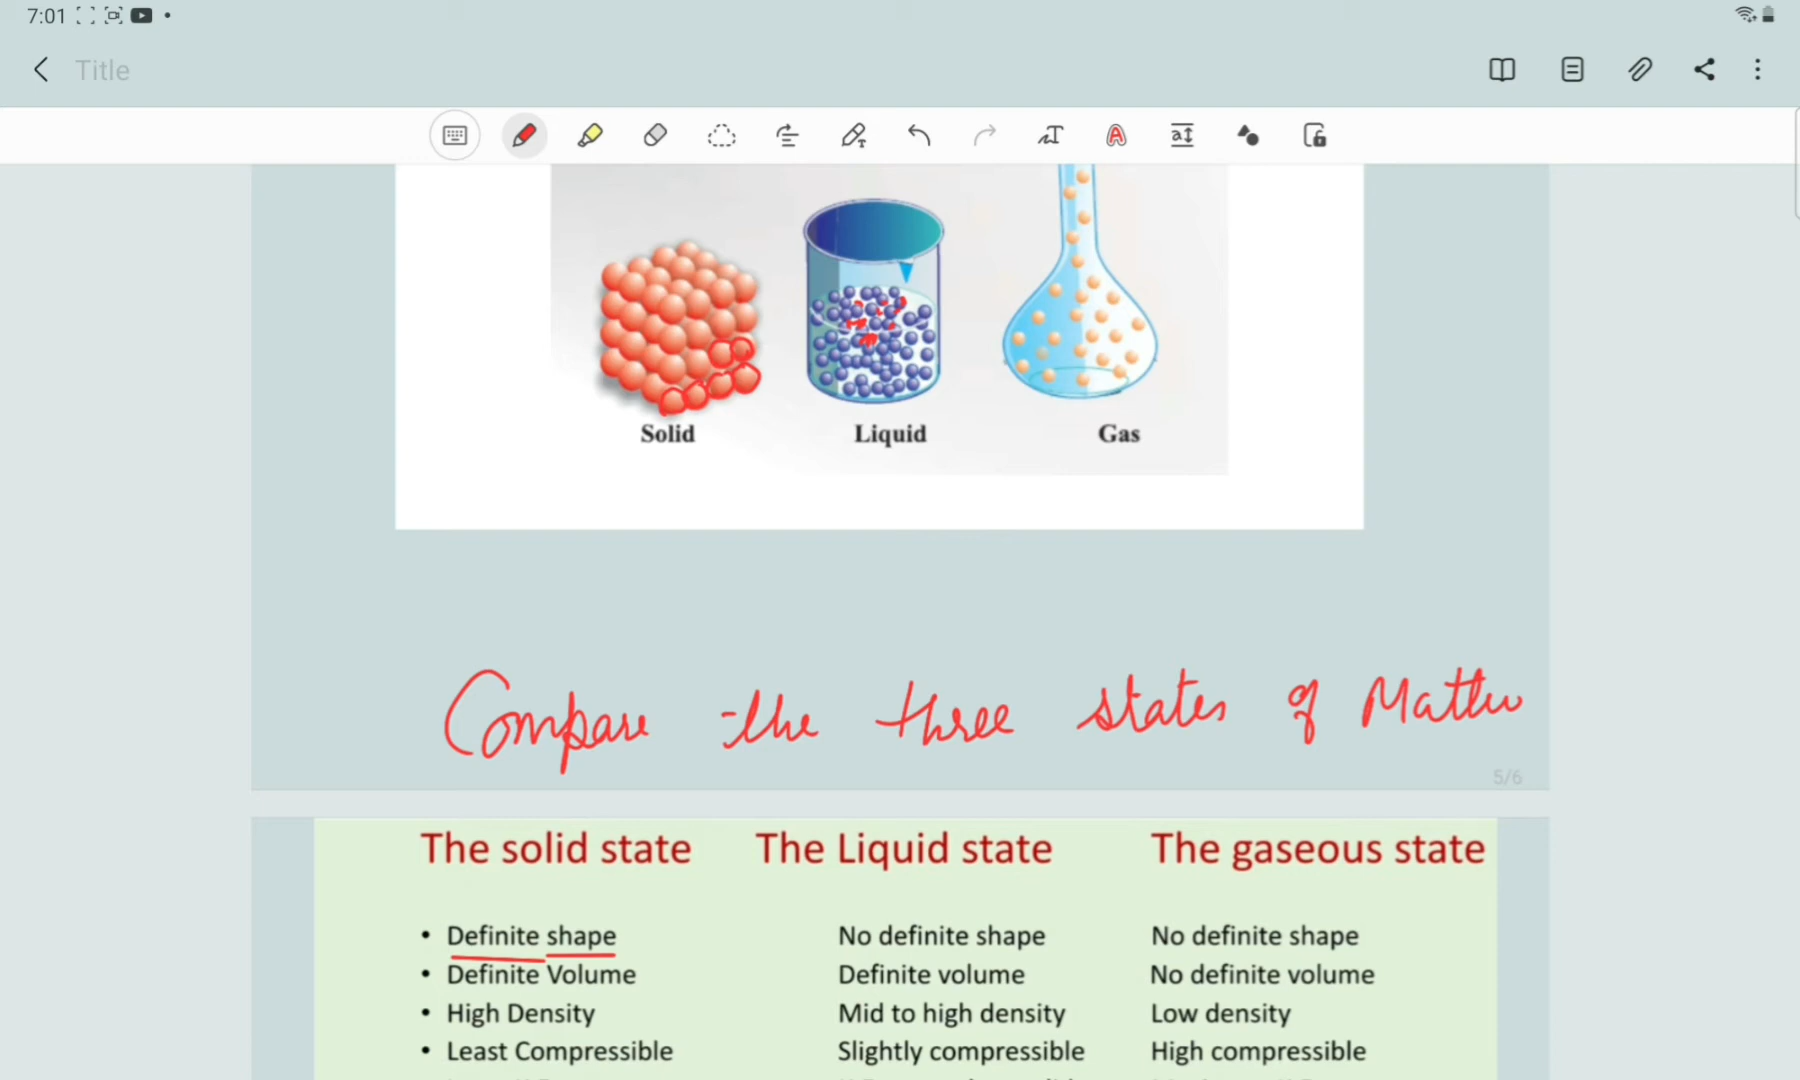 7:01
Title
Solid Liquid Gas
Compare the three states of Matter
5/6
The solid state The Liquid state The gaseous state
• Definite shape No definite shape No definite shape
• Definite Volume Definite volume No definite volume
• High Density Mid to high density Low density
• Least Compressible Slightly compressible High compressible